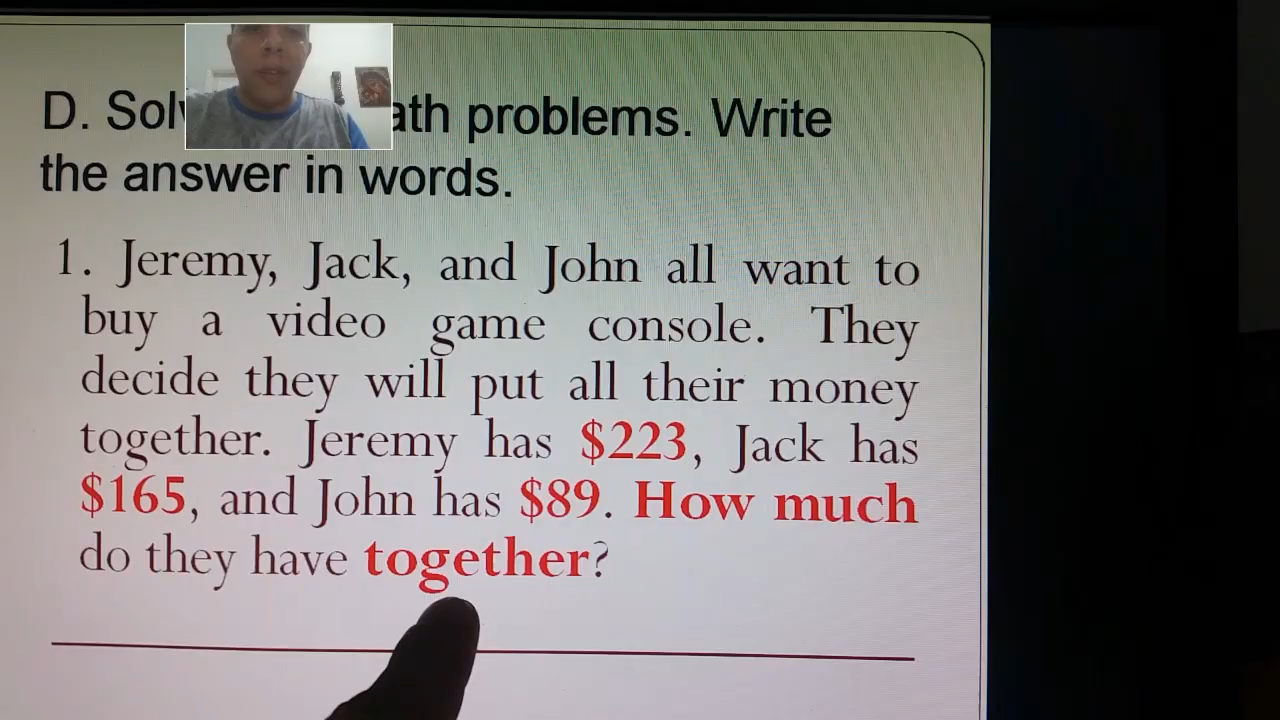 D. Sol ath problems. Write
the answer in words.
1. Jeremy, Jack, and John all want to
buy a video game console. They
decide they will put all their money
together. Jeremy has $223, Jack has
$165, and John has $89. How much
do they have together?